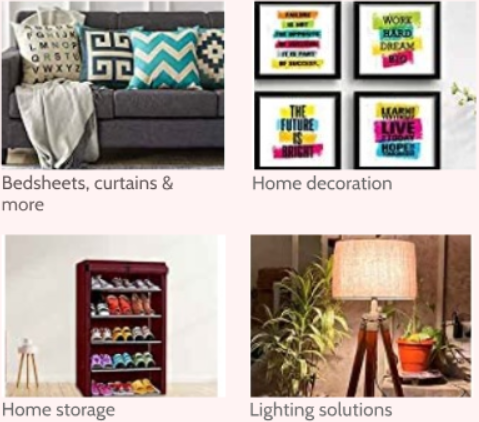 FAILURE
IS NOT
THE OPPOSITE
OF SUCCESS
IT IS PART
OF SUCCESS.
WORK
HARD
DREAM
BIG
THE
FUTURE
IS
BRIGHT
LEARN
LIVE
HOPE
Bedsheets, curtains &
more
Home decoration
Home storage
Lighting solutions